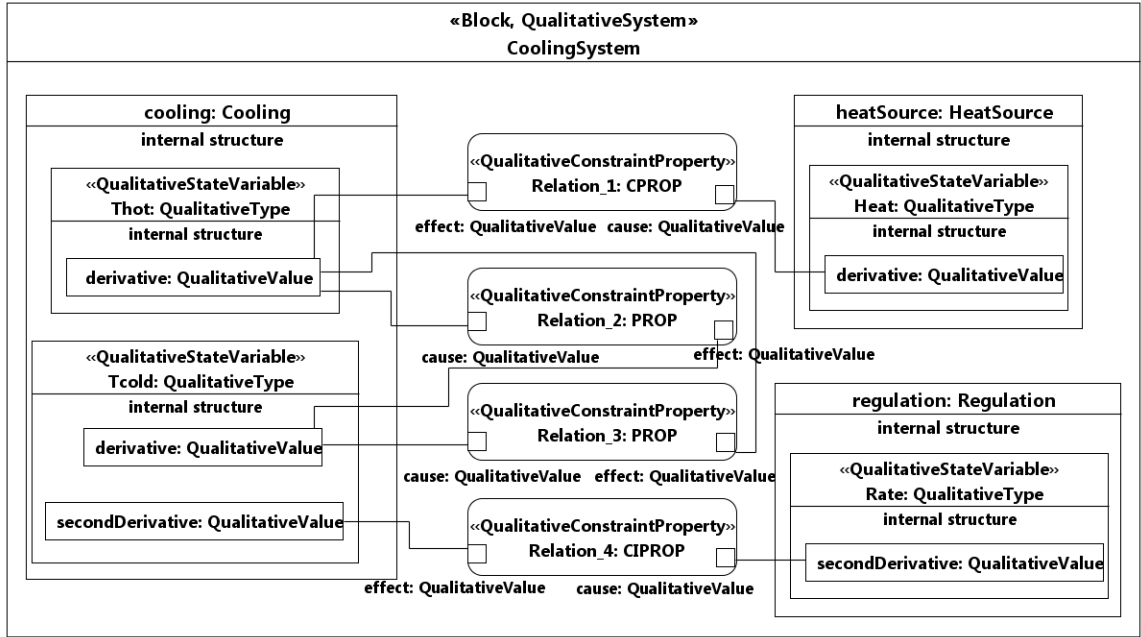 «Block, QualitativeSystem»
CoolingSystem
cooling: Cooling
internal structure
«QualitativeStateVariable»
Thot: QualitativeType
internal structure
derivative: QualitativeValue
«QualitativeStateVariable»
Tcold: QualitativeType
internal structure
derivative: QualitativeValue
secondDerivative: QualitativeValue
«QualitativeConstraintProperty»
Relation_1: CPROP
effect: QualitativeValue
cause: QualitativeValue
«QualitativeConstraintProperty»
Relation_2: PROP
cause: QualitativeValue
effect: QualitativeValue
«QualitativeConstraintProperty»
Relation_3: PROP
cause: QualitativeValue
effect: QualitativeValue
«QualitativeConstraintProperty»
Relation_4: CIPROP
effect: QualitativeValue
cause: QualitativeValue
heatSource: HeatSource
internal structure
«QualitativeStateVariable»
Heat: QualitativeType
internal structure
derivative: QualitativeValue
regulation: Regulation
internal structure
«QualitativeStateVariable»
Rate: QualitativeType
internal structure
secondDerivative: QualitativeValue